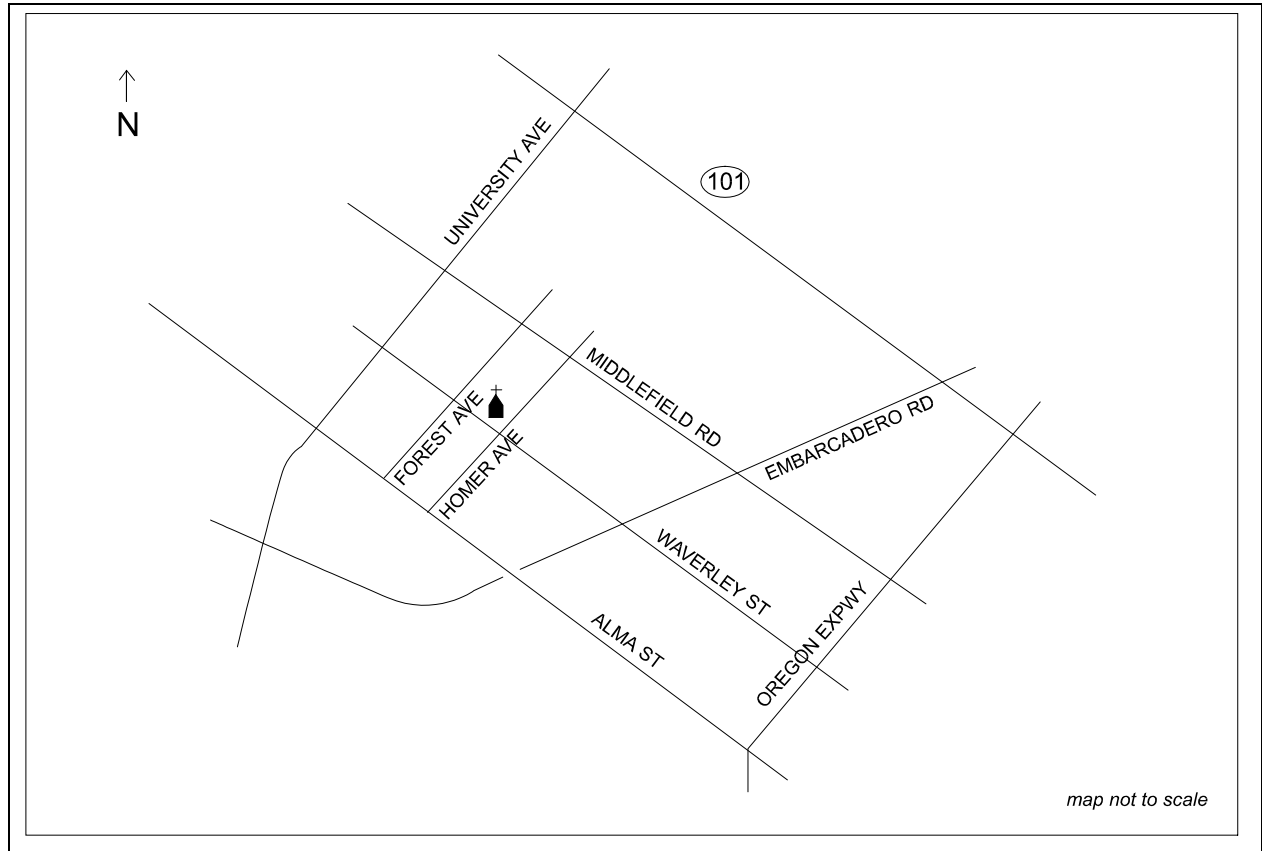 N
UNIVERSITY AVE
101
FOREST AVE
HOMER AVE
MIDDLEFIELD RD
EMBARCADERO RD
WAVERLEY ST
ALMA ST
OREGON EXPWY
map not to scale